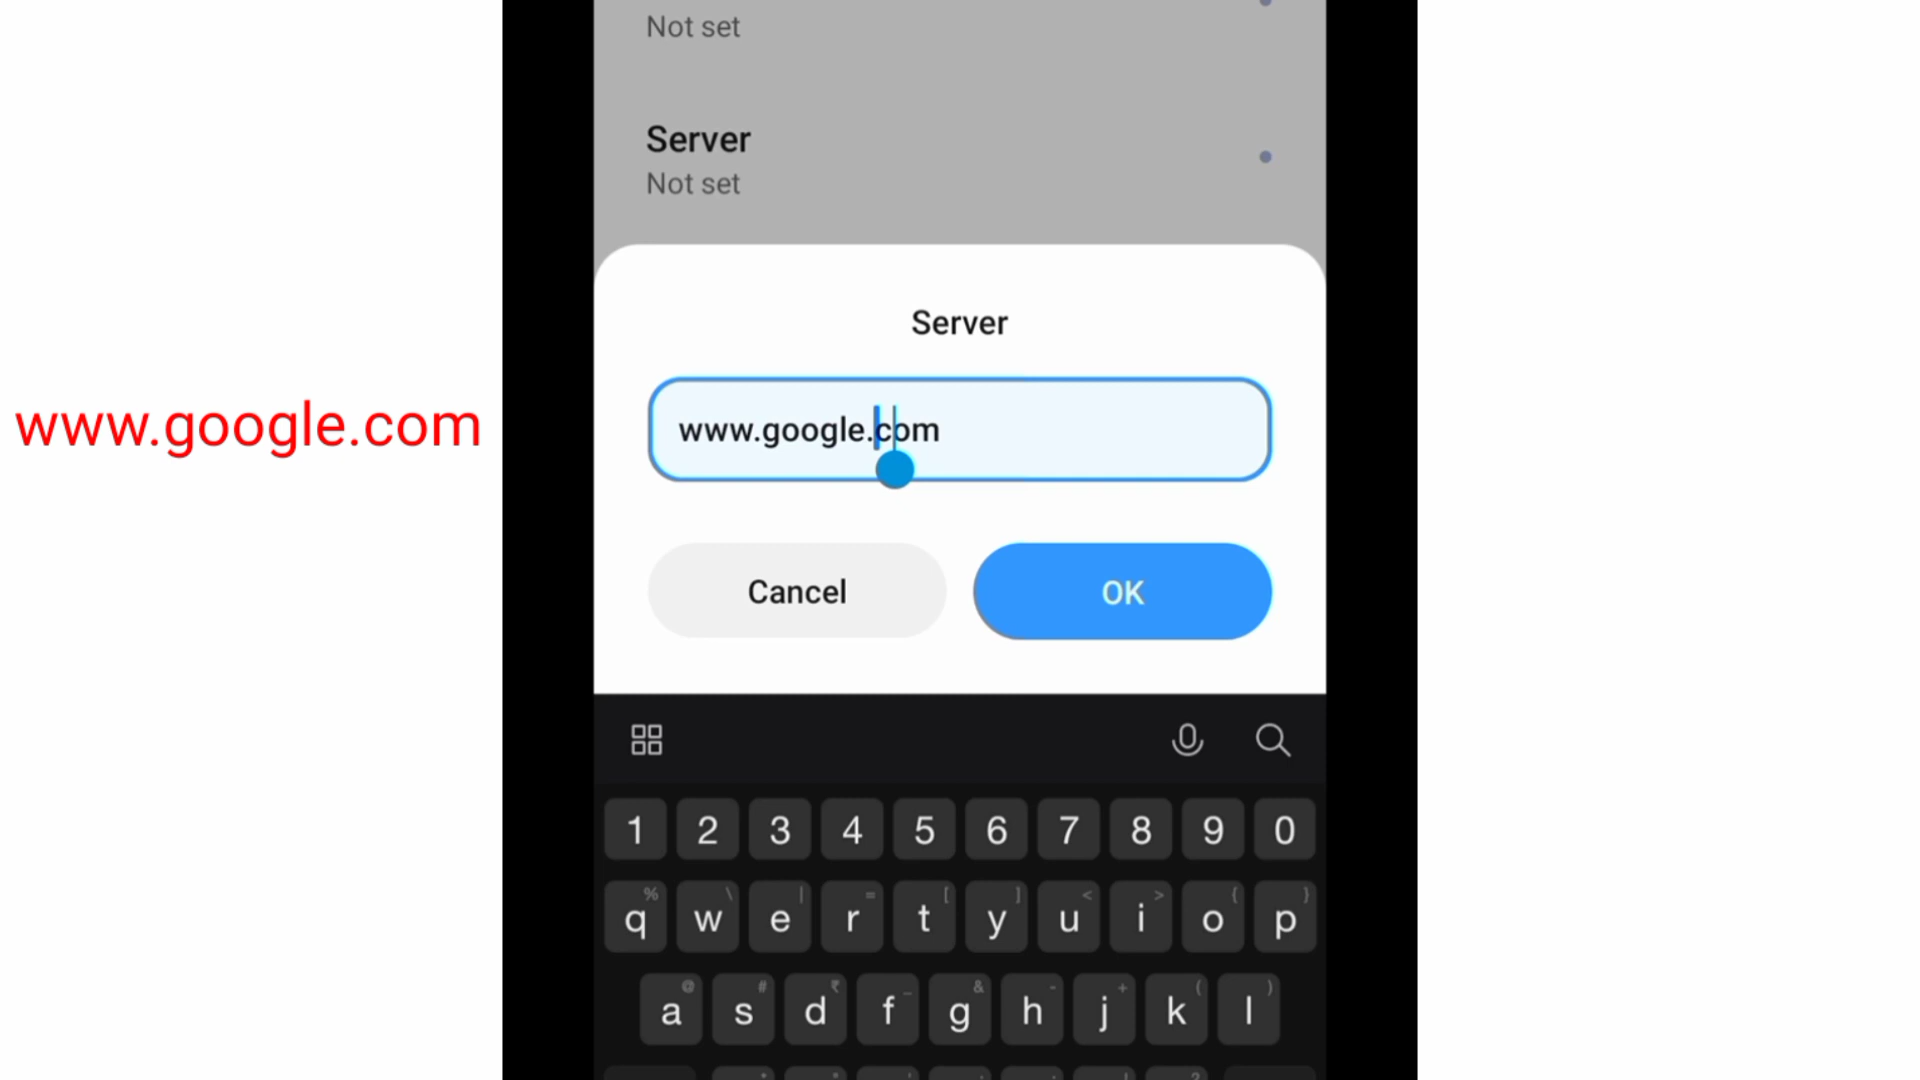 Not set
Server
Not set
Server
www.google.com
www.google.com
Cancel
OK
1 2 3 4 5 6 7 8 9 0
% \ | = [ ] < > { }
q w e r t y u i o p
@ # ₹ _ & - + ( )
a s d f g h j k l